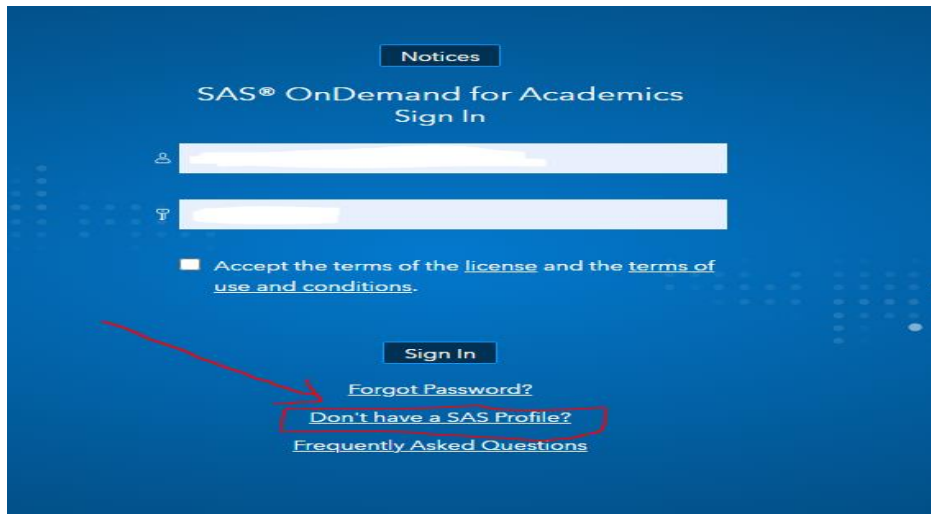 Notices
SAS® OnDemand for Academics
Sign In
Accept the terms of the license and the terms of
use and conditions.
Sign In
Forgot Password?
Don't have a SAS Profile?
Frequently Asked Questions